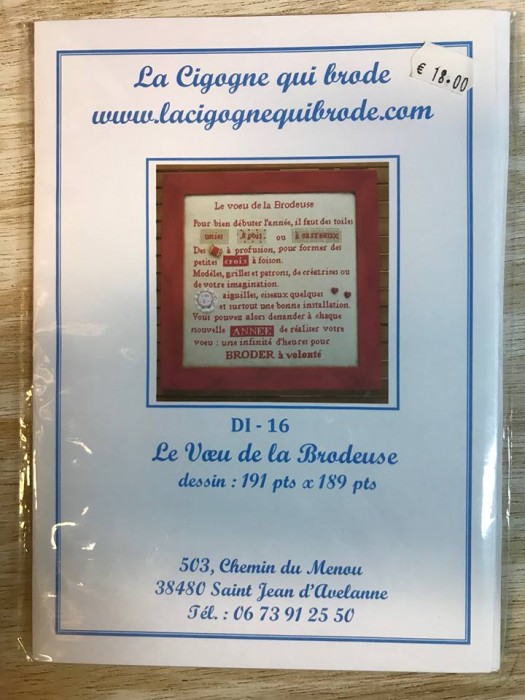 La Cigogne qui brode
€ 18.00
www.lacigognequibrode.com
Le voeu de la Brodeuse
Pour bien débuter l'année, il faut des toiles
unies à pois ou à carreaux
Des à profusion, pour former des
petites croix à foison.
Modèles, grilles et patrons, de créatrices ou
de votre imagination.
aiguilles, ciseaux quelques
et surtout une bonne installation.
Vous pouvez alors demander à chaque
nouvelle ANNEE de réaliser votre
voeu : une infinité d'heures pour
BRODER à volonté
DI - 16
Le Vœu de la Brodeuse
dessin : 191 pts x 189 pts
503, Chemin du Menou
38480 Saint Jean d'Avelanne
Tél. : 06 73 91 25 50